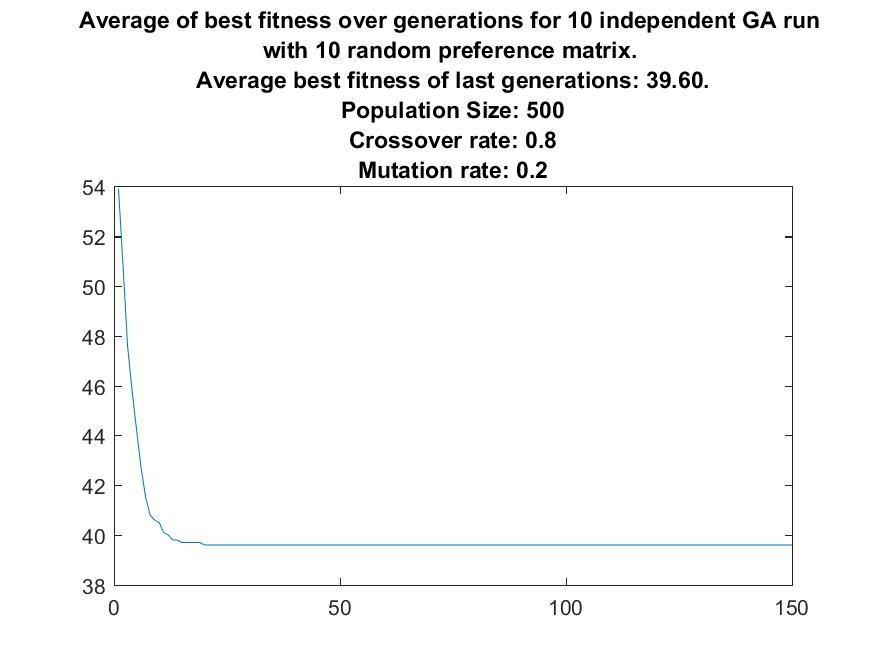 Average of best fitness over generations for 10 independent GA run
with 10 random preference matrix.
Average best fitness of last generations: 39.60.
Population Size: 500
Crossover rate: 0.8
Mutation rate: 0.2
54
52
50
48
46
44
42
40
38
0 50 100 150